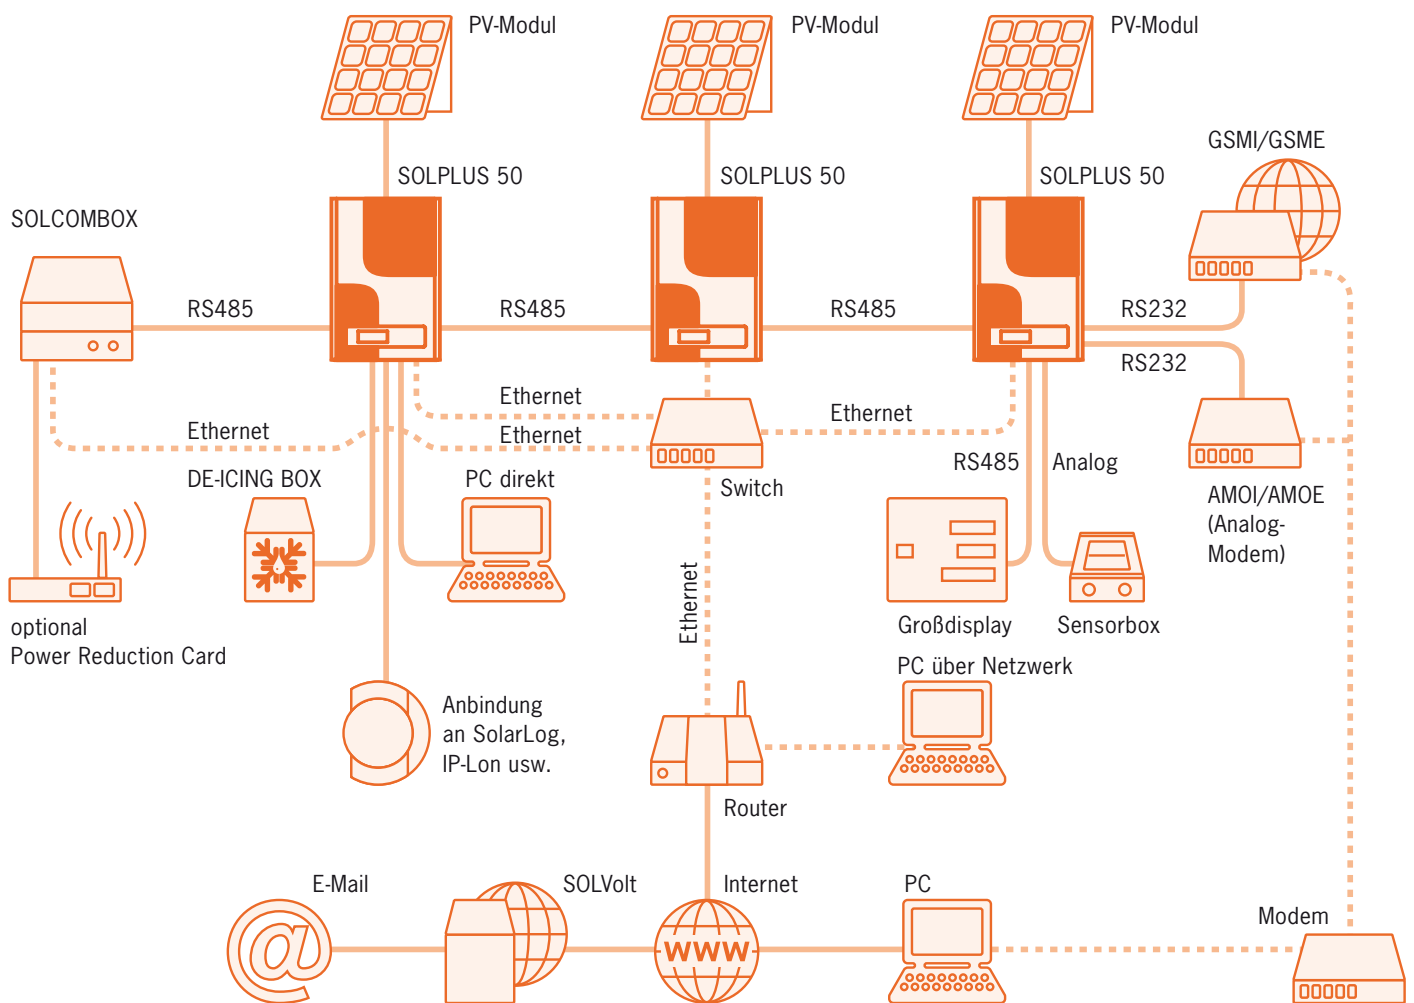 PV-Modul
PV-Modul
PV-Modul
GSMI/GSME
SOLPLUS 50
SOLPLUS 50
SOLPLUS 50
SOLCOMBOX
RS485
RS485
RS485
RS232
RS232
Ethernet
Ethernet
Ethernet
Ethernet
RS485
Analog
DE-ICING BOX
PC direkt
Switch
AMOI/AMOE
(Analog-
Modem)
Ethernet
optional
Power Reduction Card
Großdisplay
Sensorbox
PC über Netzwerk
Anbindung
an SolarLog,
IP-Lon usw.
Router
E-Mail
SOLVolt
Internet
PC
Modem
WWW